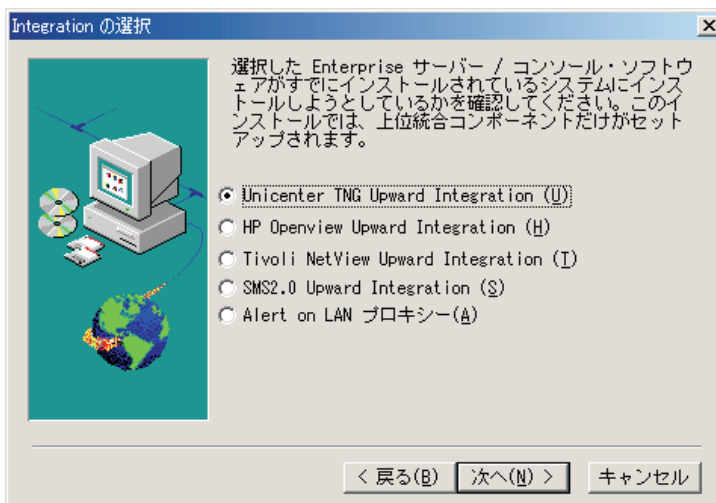 Integration の選択
選択した Enterprise サーバー / コンソール・ソフトウ
ェアがすでにインストールされているシステムにインス
トールしようとしているかを確認してください。このイ
ンストールでは、上位統合コンポーネントだけがセット
アップされます。
Unicenter TNG Upward Integration (U)
HP Openview Upward Integration (H)
Tivoli NetView Upward Integration (T)
SMS2.0 Upward Integration (S)
Alert on LAN プロキシー(A)
< 戻る(B) 次へ(N) > キャンセル